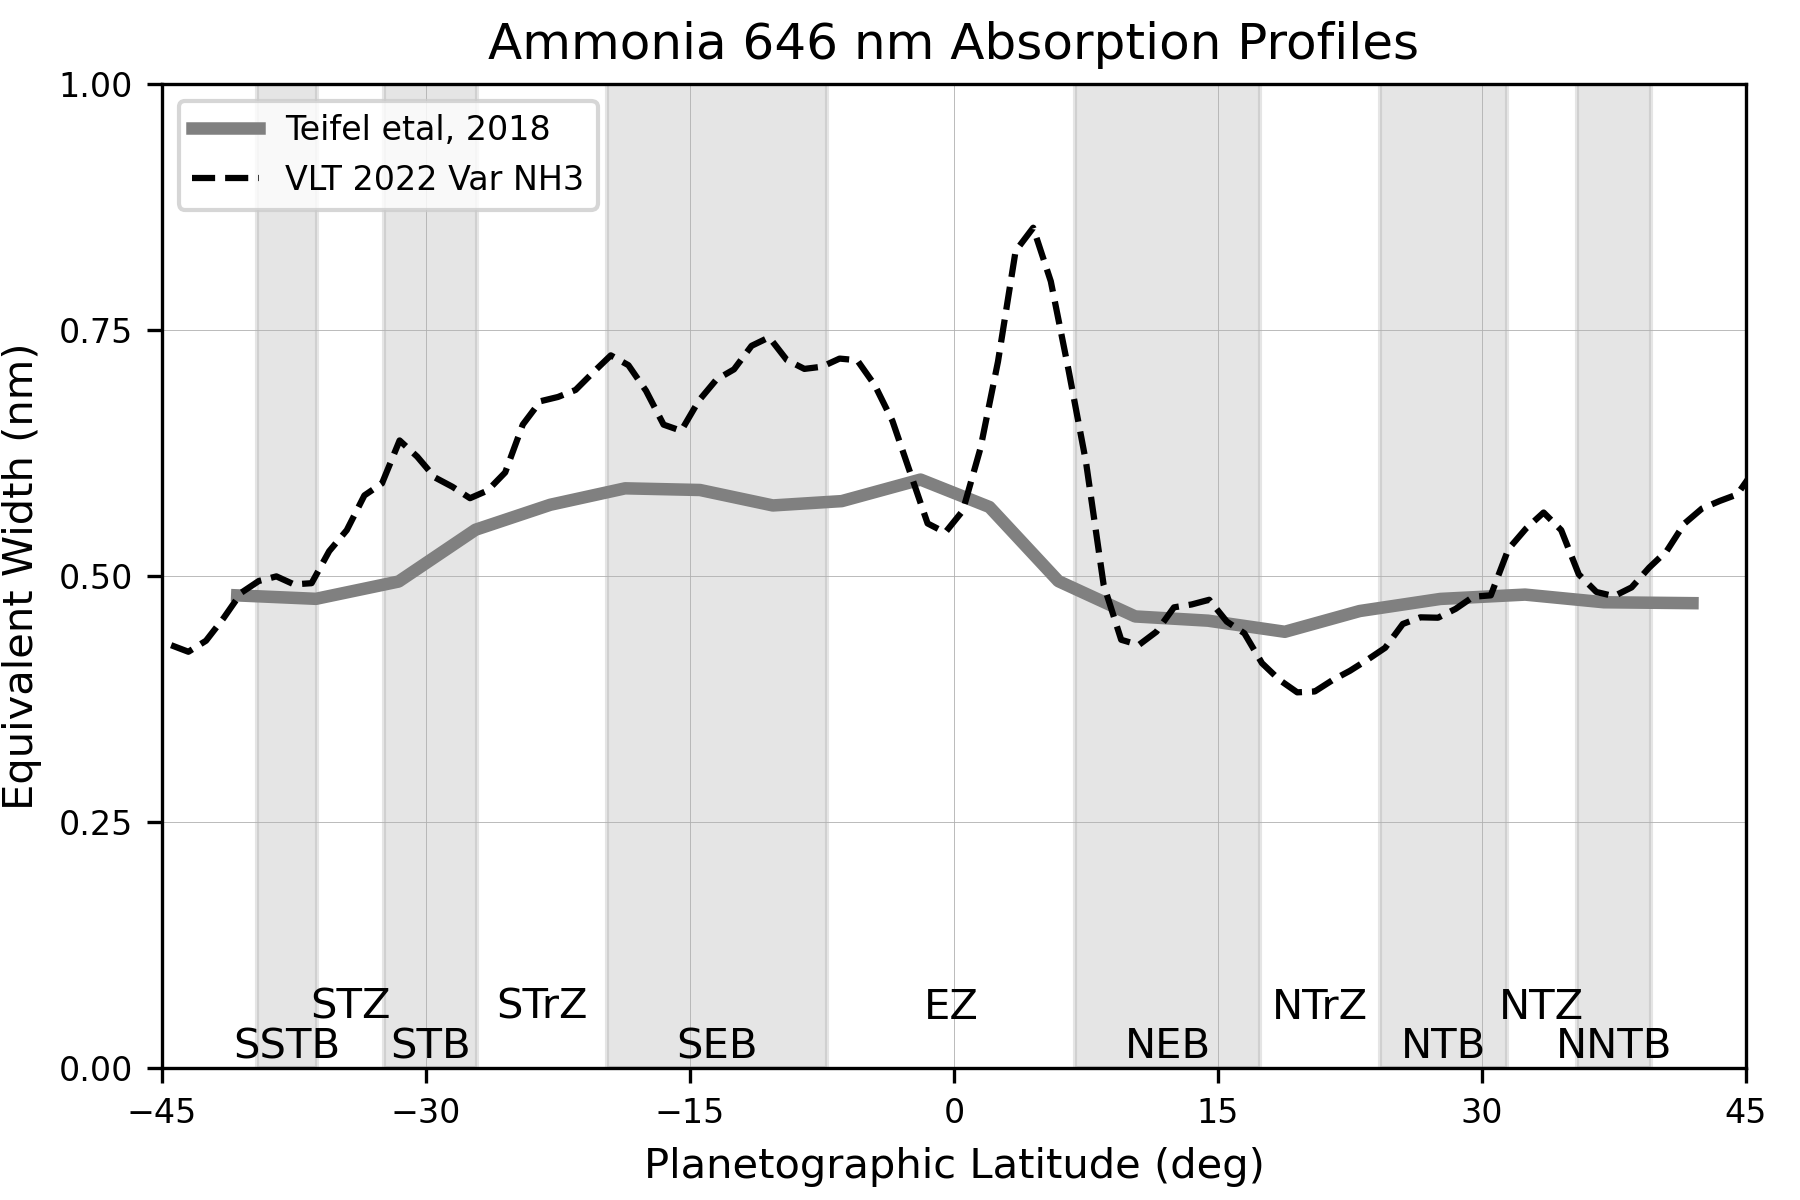 Ammonia 646 nm Absorption Profiles
Teifel etal, 2018
VLT 2022 Var NH3
Equivalent Width (nm)
1.00
0.75
0.50
0.25
0.00
STZ STrZ EZ NTrZ NTZ
SSTB STB SEB NEB NTB NNTB
−45 −30 −15 0 15 30 45
Planetographic Latitude (deg)